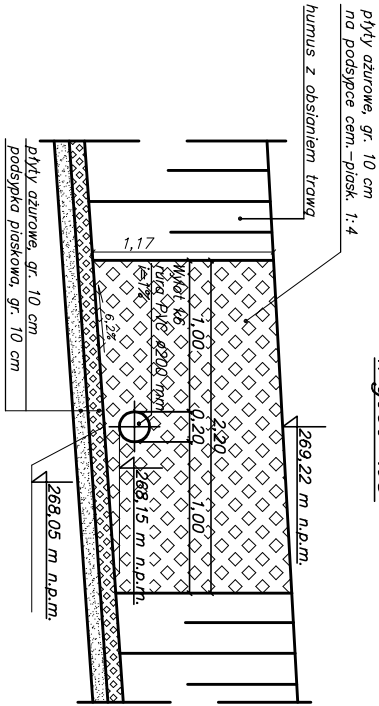 płyty ażurowe, gr. 10 cm
na podsypce cem.-piask. 1:4
humus z obsianiem trawą
269,22 m n.p.m.
2,20
1,00
0,20
1,00
1,17
Wylot k6
rura PVC ø200 mm
i=1%
288,15 m n.p.m.
6,2%
268,05 m n.p.m.
płyty ażurowe, gr. 10 cm
podsypka piaskowa, gr. 10 cm